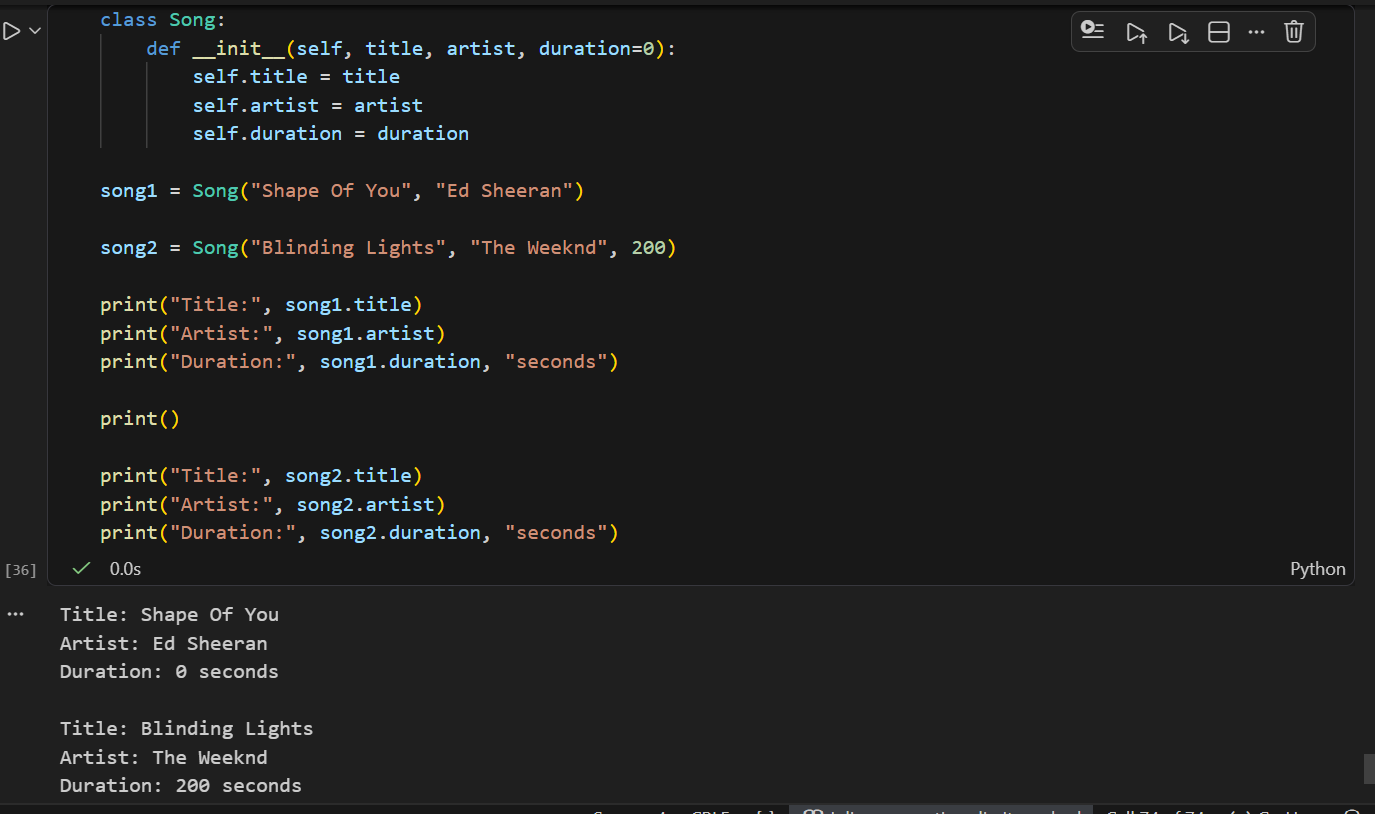 class Song:
    def __init__(self, title, artist, duration=0):
        self.title = title
        self.artist = artist
        self.duration = duration

song1 = Song("Shape Of You", "Ed Sheeran")

song2 = Song("Blinding Lights", "The Weeknd", 200)

print("Title:", song1.title)
print("Artist:", song1.artist)
print("Duration:", song1.duration, "seconds")

print()

print("Title:", song2.title)
print("Artist:", song2.artist)
print("Duration:", song2.duration, "seconds")
[36] 0.0s Python
Title: Shape Of You
Artist: Ed Sheeran
Duration: 0 seconds

Title: Blinding Lights
Artist: The Weeknd
Duration: 200 seconds